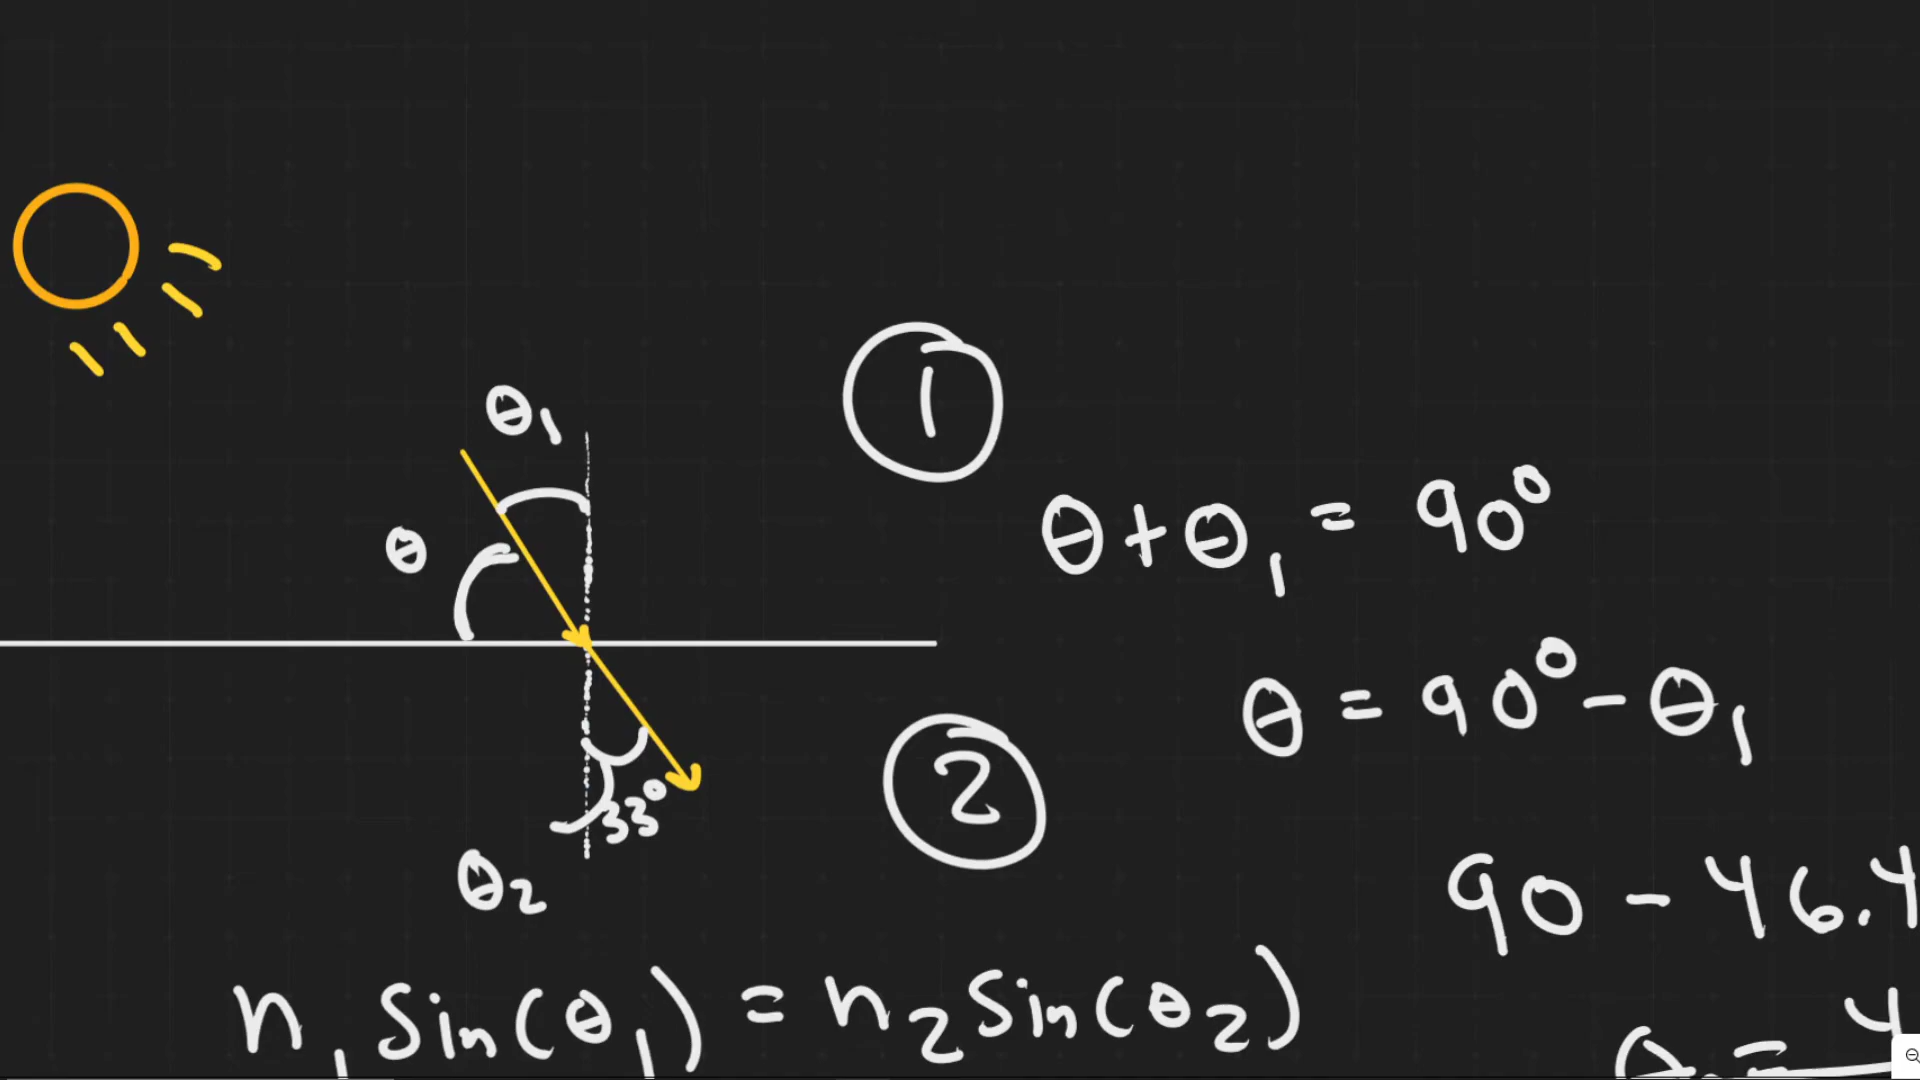 θ₁
①
θ
θ + θ₁ = 90°
θ = 90° - θ₁
②
33°
θ₂
90 - 46.4
n₁ sin(θ₁) = n₂ sin(θ₂)